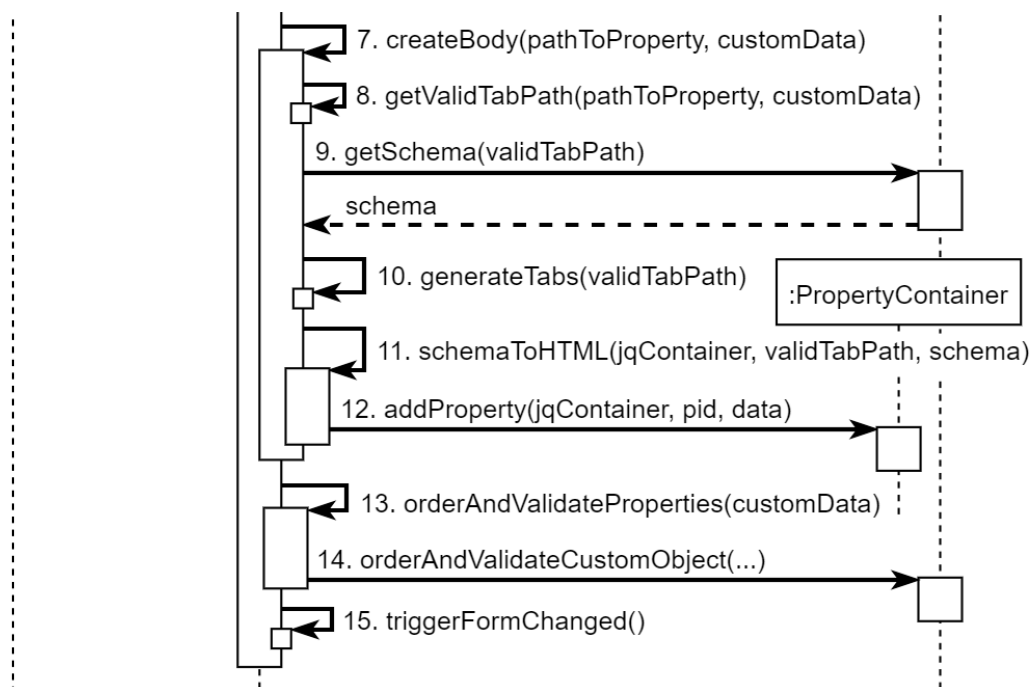 7. createBody(pathToProperty, customData)
8. getValidTabPath(pathToProperty, customData)
9. getSchema(validTabPath)
schema
10. generateTabs(validTabPath)
:PropertyContainer
11. schemaToHTML(jqContainer, validTabPath, schema)
12. addProperty(jqContainer, pid, data)
13. orderAndValidateProperties(customData)
14. orderAndValidateCustomObject(...)
15. triggerFormChanged()